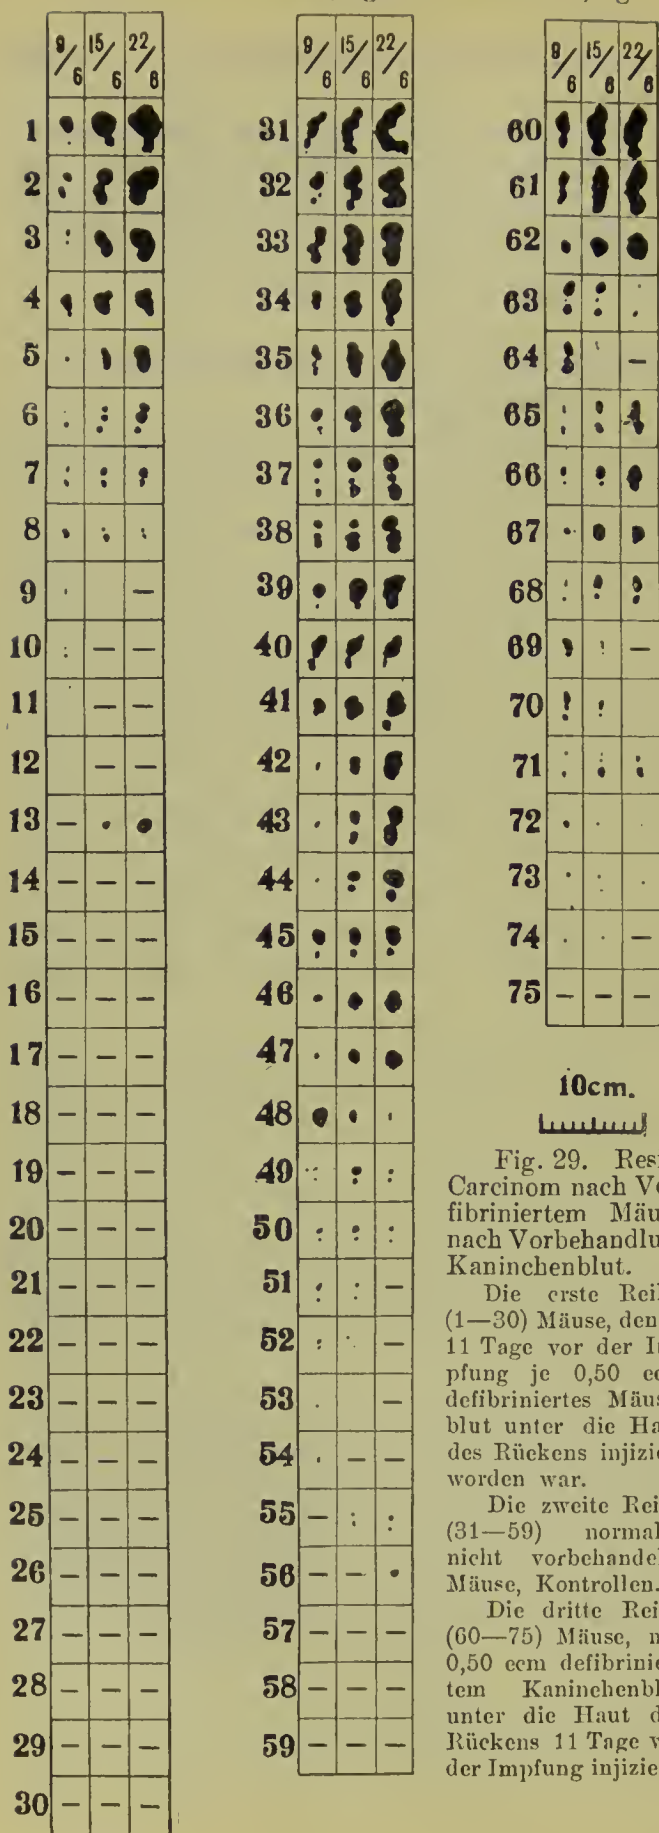 9/6 15/6 22/6
1
2
3
4
5
6
7
8
9 –
10 – –
11 – –
12 – –
13 –
14 – – –
15 – – –
16 – – –
17 – – –
18 – – –
19 – – –
20 – – –
21 – – –
22 – – –
23 – – –
24 – – –
25 – – –
26 – – –
27 – – –
28 – – –
29 – – –
30 – – –
9/6 15/6 22/6
31
32
33
34
35
36
37
38
39
40
41
42
43
44
45
46
47
48
49
50
51 –
52 –
53 –
54 – –
55 –
56 – –
57 – – –
58 – – –
59 – – –
9/6 15/6 22/6
60
61
62
63
64 –
65
66
67
68
69 –
70
71
72
73
74 –
75 – – –
10cm.
Fig. 29. Res
Carcinom nach V
fibriniertem Mäu
nach Vorbehandlu
Kaninchenblut.
Die erste Rei
(1—30) Mäuse, den
11 Tage vor der I
pfung je 0,50 cc
defibriniertes Mäus
blut unter die Ha
des Rückens injizie
worden war.
Die zweite Rei
(31—59) normal
nicht vorbehandel
Mäuse, Kontrollen.
Die dritte Rei
(60—75) Mäuse, m
0,50 ccm defibrinie
tem Kaninchenbl
unter die Haut d
Rückens 11 Tage v
der Impfung injizie